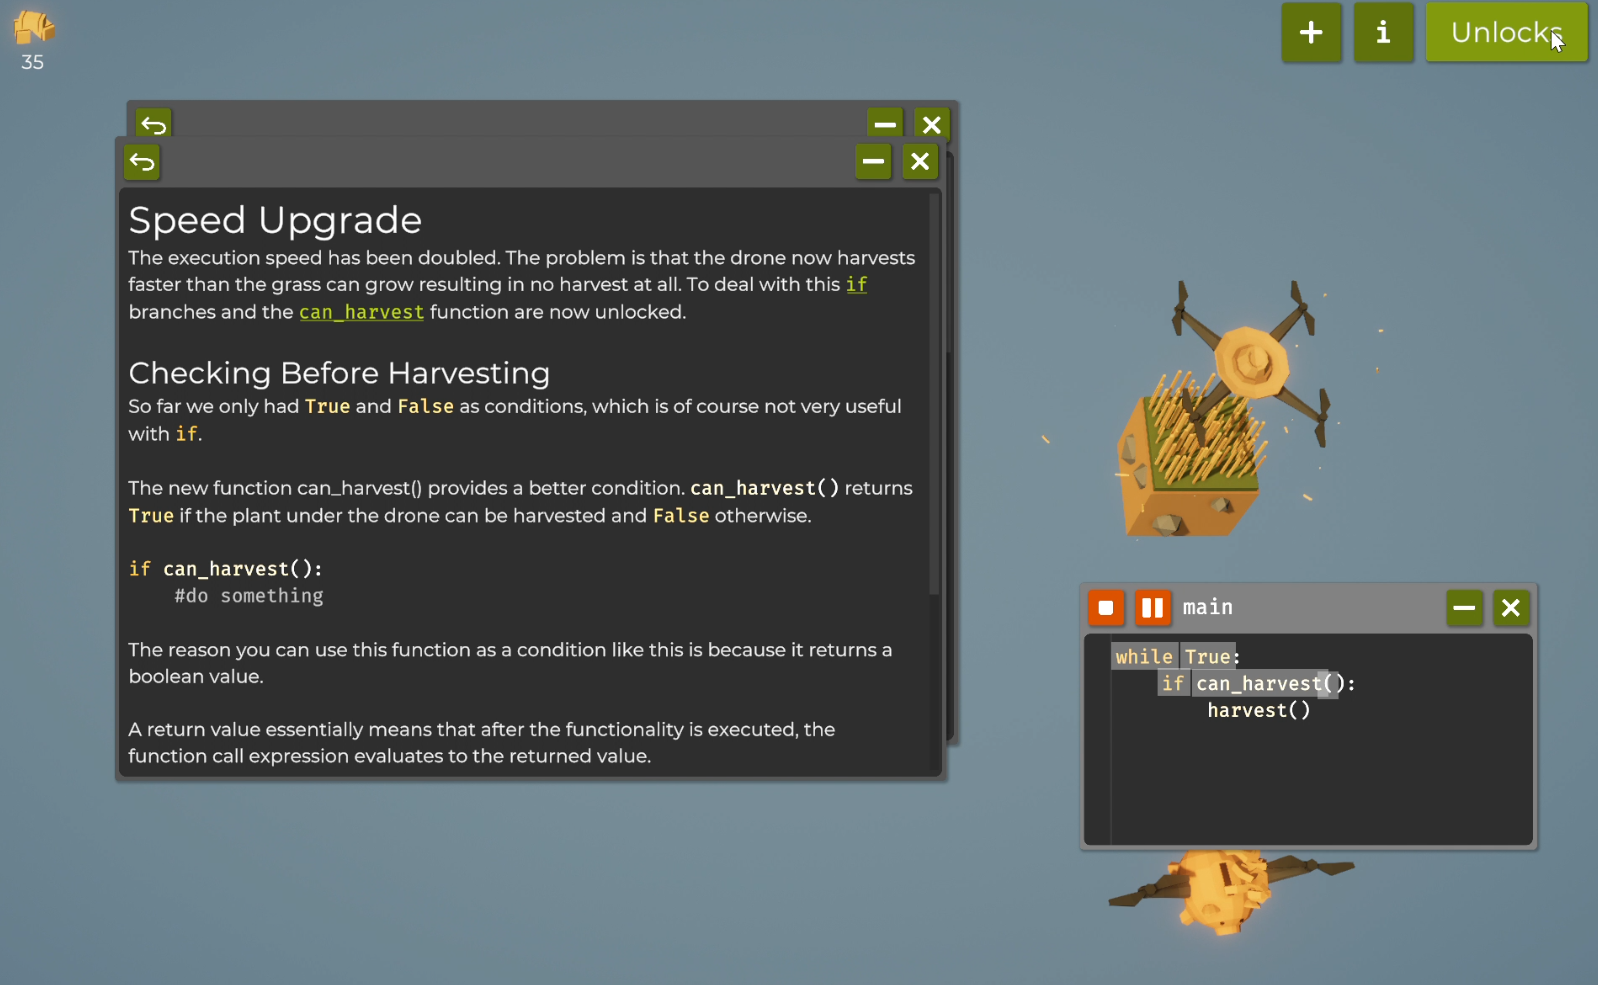 35
+
i
Unlocks
Speed Upgrade
The execution speed has been doubled. The problem is that the drone now harvests
faster than the grass can grow resulting in no harvest at all. To deal with this if
branches and the can_harvest function are now unlocked.
Checking Before Harvesting
So far we only had True and False as conditions, which is of course not very useful
with if.
The new function can_harvest() provides a better condition. can_harvest() returns
True if the plant under the drone can be harvested and False otherwise.
if can_harvest():
    #do something
The reason you can use this function as a condition like this is because it returns a
boolean value.
A return value essentially means that after the functionality is executed, the
function call expression evaluates to the returned value.
main
while True:
    if can_harvest():
        harvest()